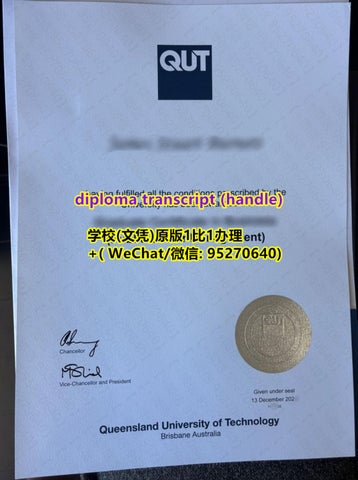 QUT
having fulfilled all the conditions prescribed by the
diploma transcript (handle)
学校(文凭)原版1比1办理
+( WeChat/微信: 95270640)
Chancellor
Vice-Chancellor and President
QUT
Given under seal
13 December
Queensland University of Technology
Brisbane Australia